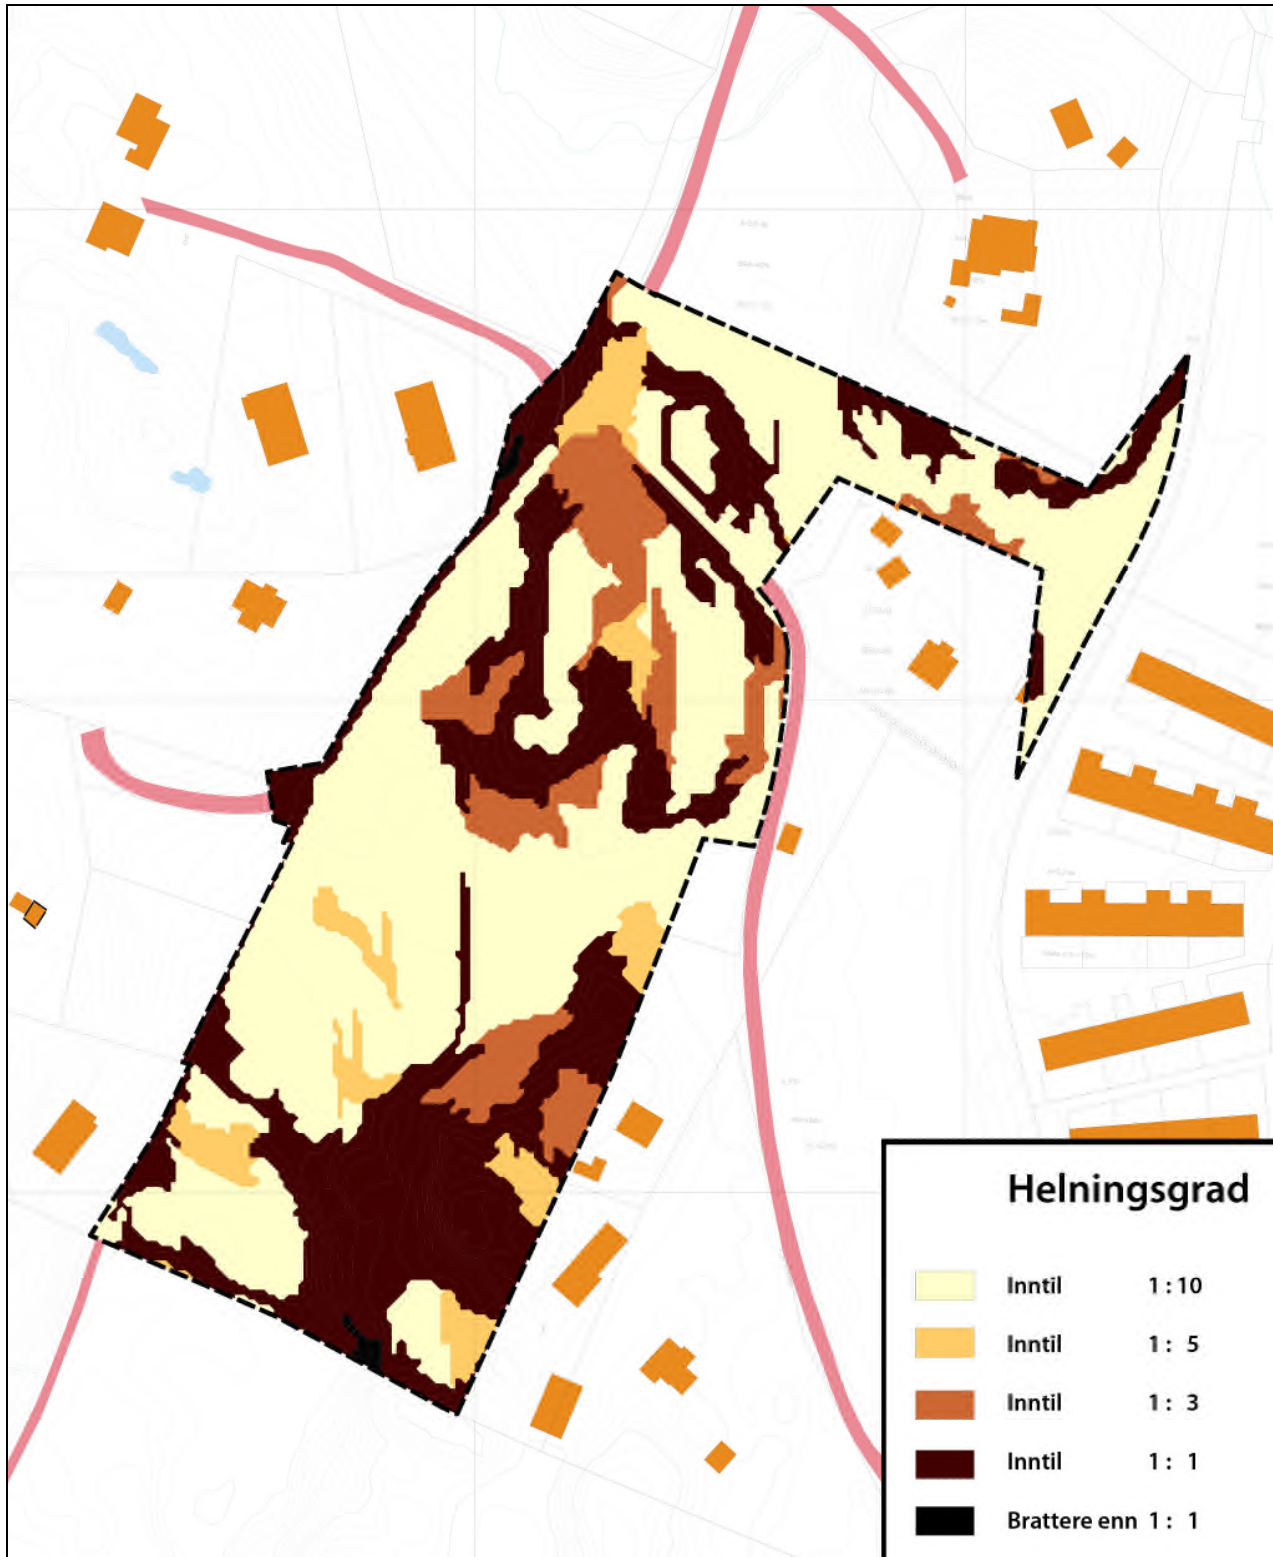 Helningsgrad
Inntil 1 : 10
Inntil 1 : 5
Inntil 1 : 3
Inntil 1 : 1
Brattere enn 1 : 1